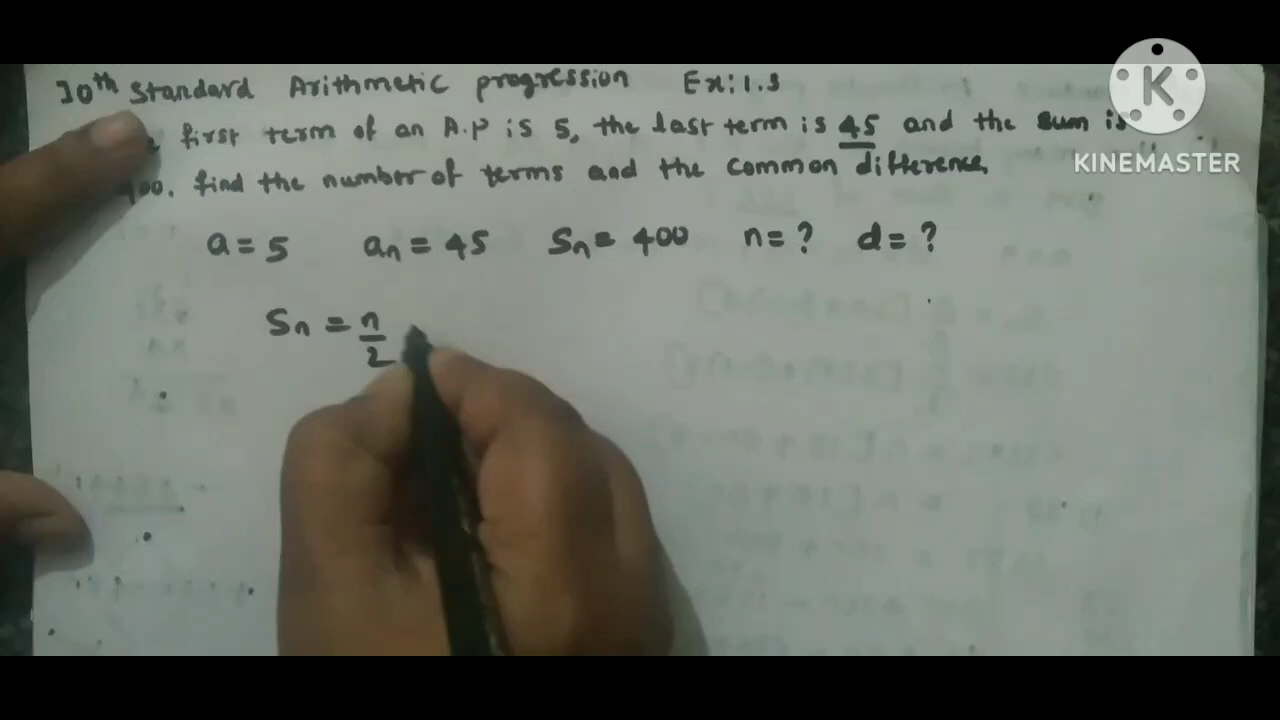 10th Standard Arithmetic progression Ex:1.3
first term of an A.P is 5, the last term is 45 and the sum is
400. find the number of terms and the common difference.
a = 5 an = 45 Sn = 400 n = ? d = ?
Sn = n/2
K
KINEMASTER